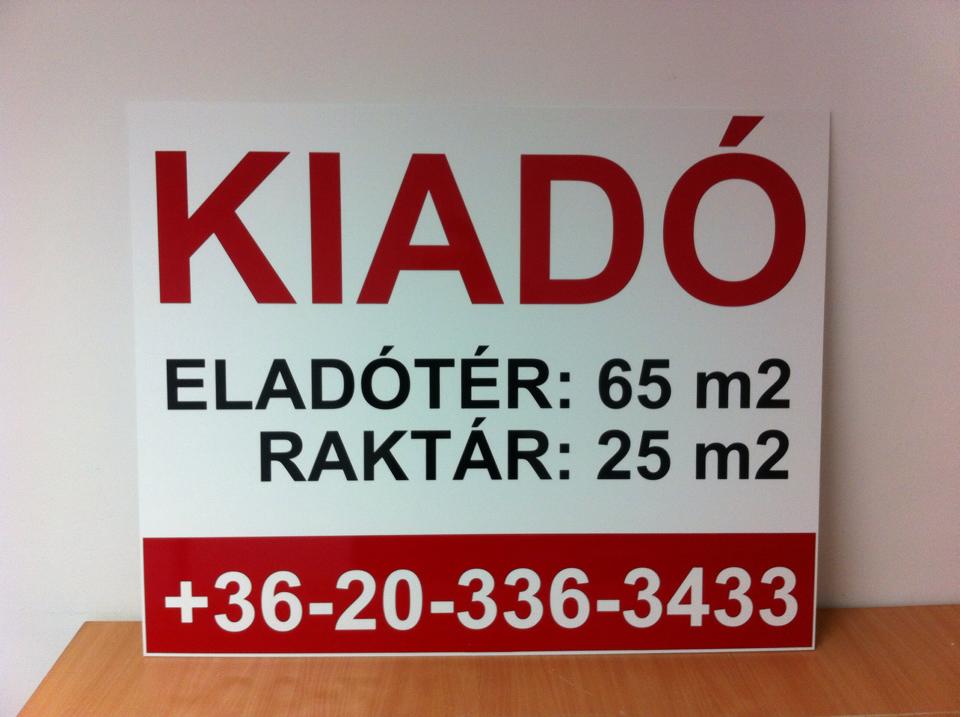 KIADÓ
ELADÓTÉR: 65 m2
RAKTÁR: 25 m2
+36-20-336-3433